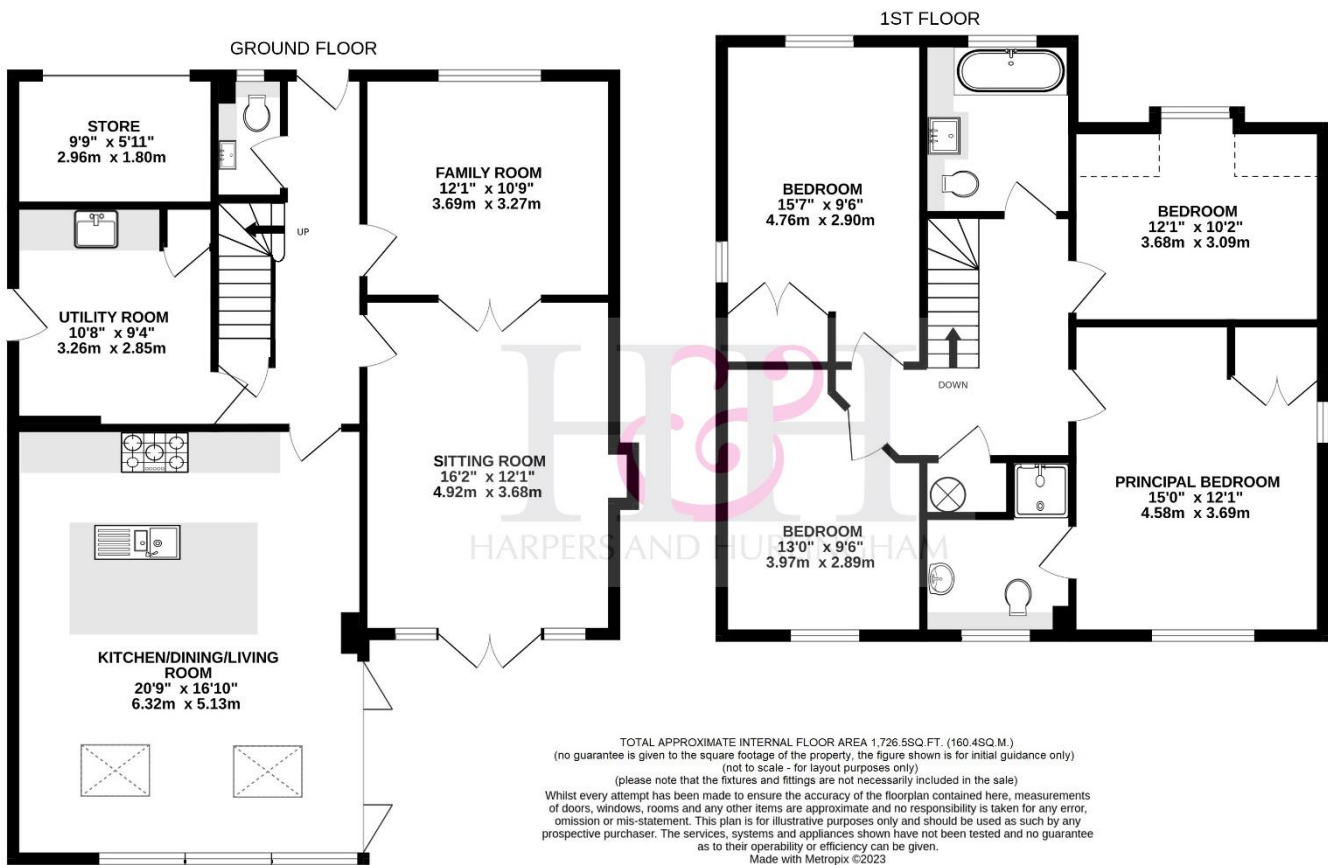 GROUND FLOOR
STORE
9'9" x 5'11"
2.96m x 1.80m
FAMILY ROOM
12'1" x 10'9"
3.69m x 3.27m
UP
UTILITY ROOM
10'8" x 9'4"
3.26m x 2.85m
SITTING ROOM
16'2" x 12'1"
4.92m x 3.68m
KITCHEN/DINING/LIVING
ROOM
20'9" x 16'10"
6.32m x 5.13m
1ST FLOOR
BEDROOM
15'7" x 9'6"
4.76m x 2.90m
BEDROOM
12'1" x 10'2"
3.68m x 3.09m
DOWN
PRINCIPAL BEDROOM
15'0" x 12'1"
4.58m x 3.69m
BEDROOM
13'0" x 9'6"
3.97m x 2.89m
H&H
HARPERS AND HURLINGHAM
TOTAL APPROXIMATE INTERNAL FLOOR AREA 1,726.5SQ.FT. (160.4SQ.M.)
(no guarantee is given to the square footage of the property, the figure shown is for initial guidance only)
(not to scale - for layout purposes only)
(please note that the fixtures and fittings are not necessarily included in the sale)
Whilst every attempt has been made to ensure the accuracy of the floorplan contained here, measurements
of doors, windows, rooms and any other items are approximate and no responsibility is taken for any error,
omission or mis-statement. This plan is for illustrative purposes only and should be used as such by any
prospective purchaser. The services, systems and appliances shown have not been tested and no guarantee
as to their operability or efficiency can be given.
Made with Metropix ©2023